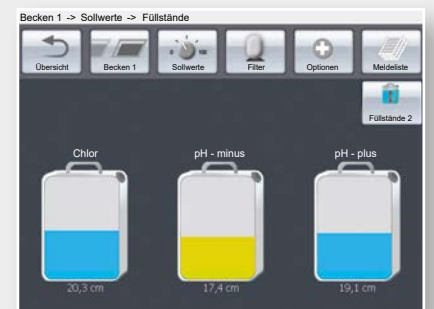 Becken 1 -> Sollwerte -> Füllstände
Übersicht Becken 1 Sollwerte Filter Optionen Meldeliste
Füllstände 2
Chlor pH - minus pH - plus
20,3 cm 17,4 cm 19,1 cm